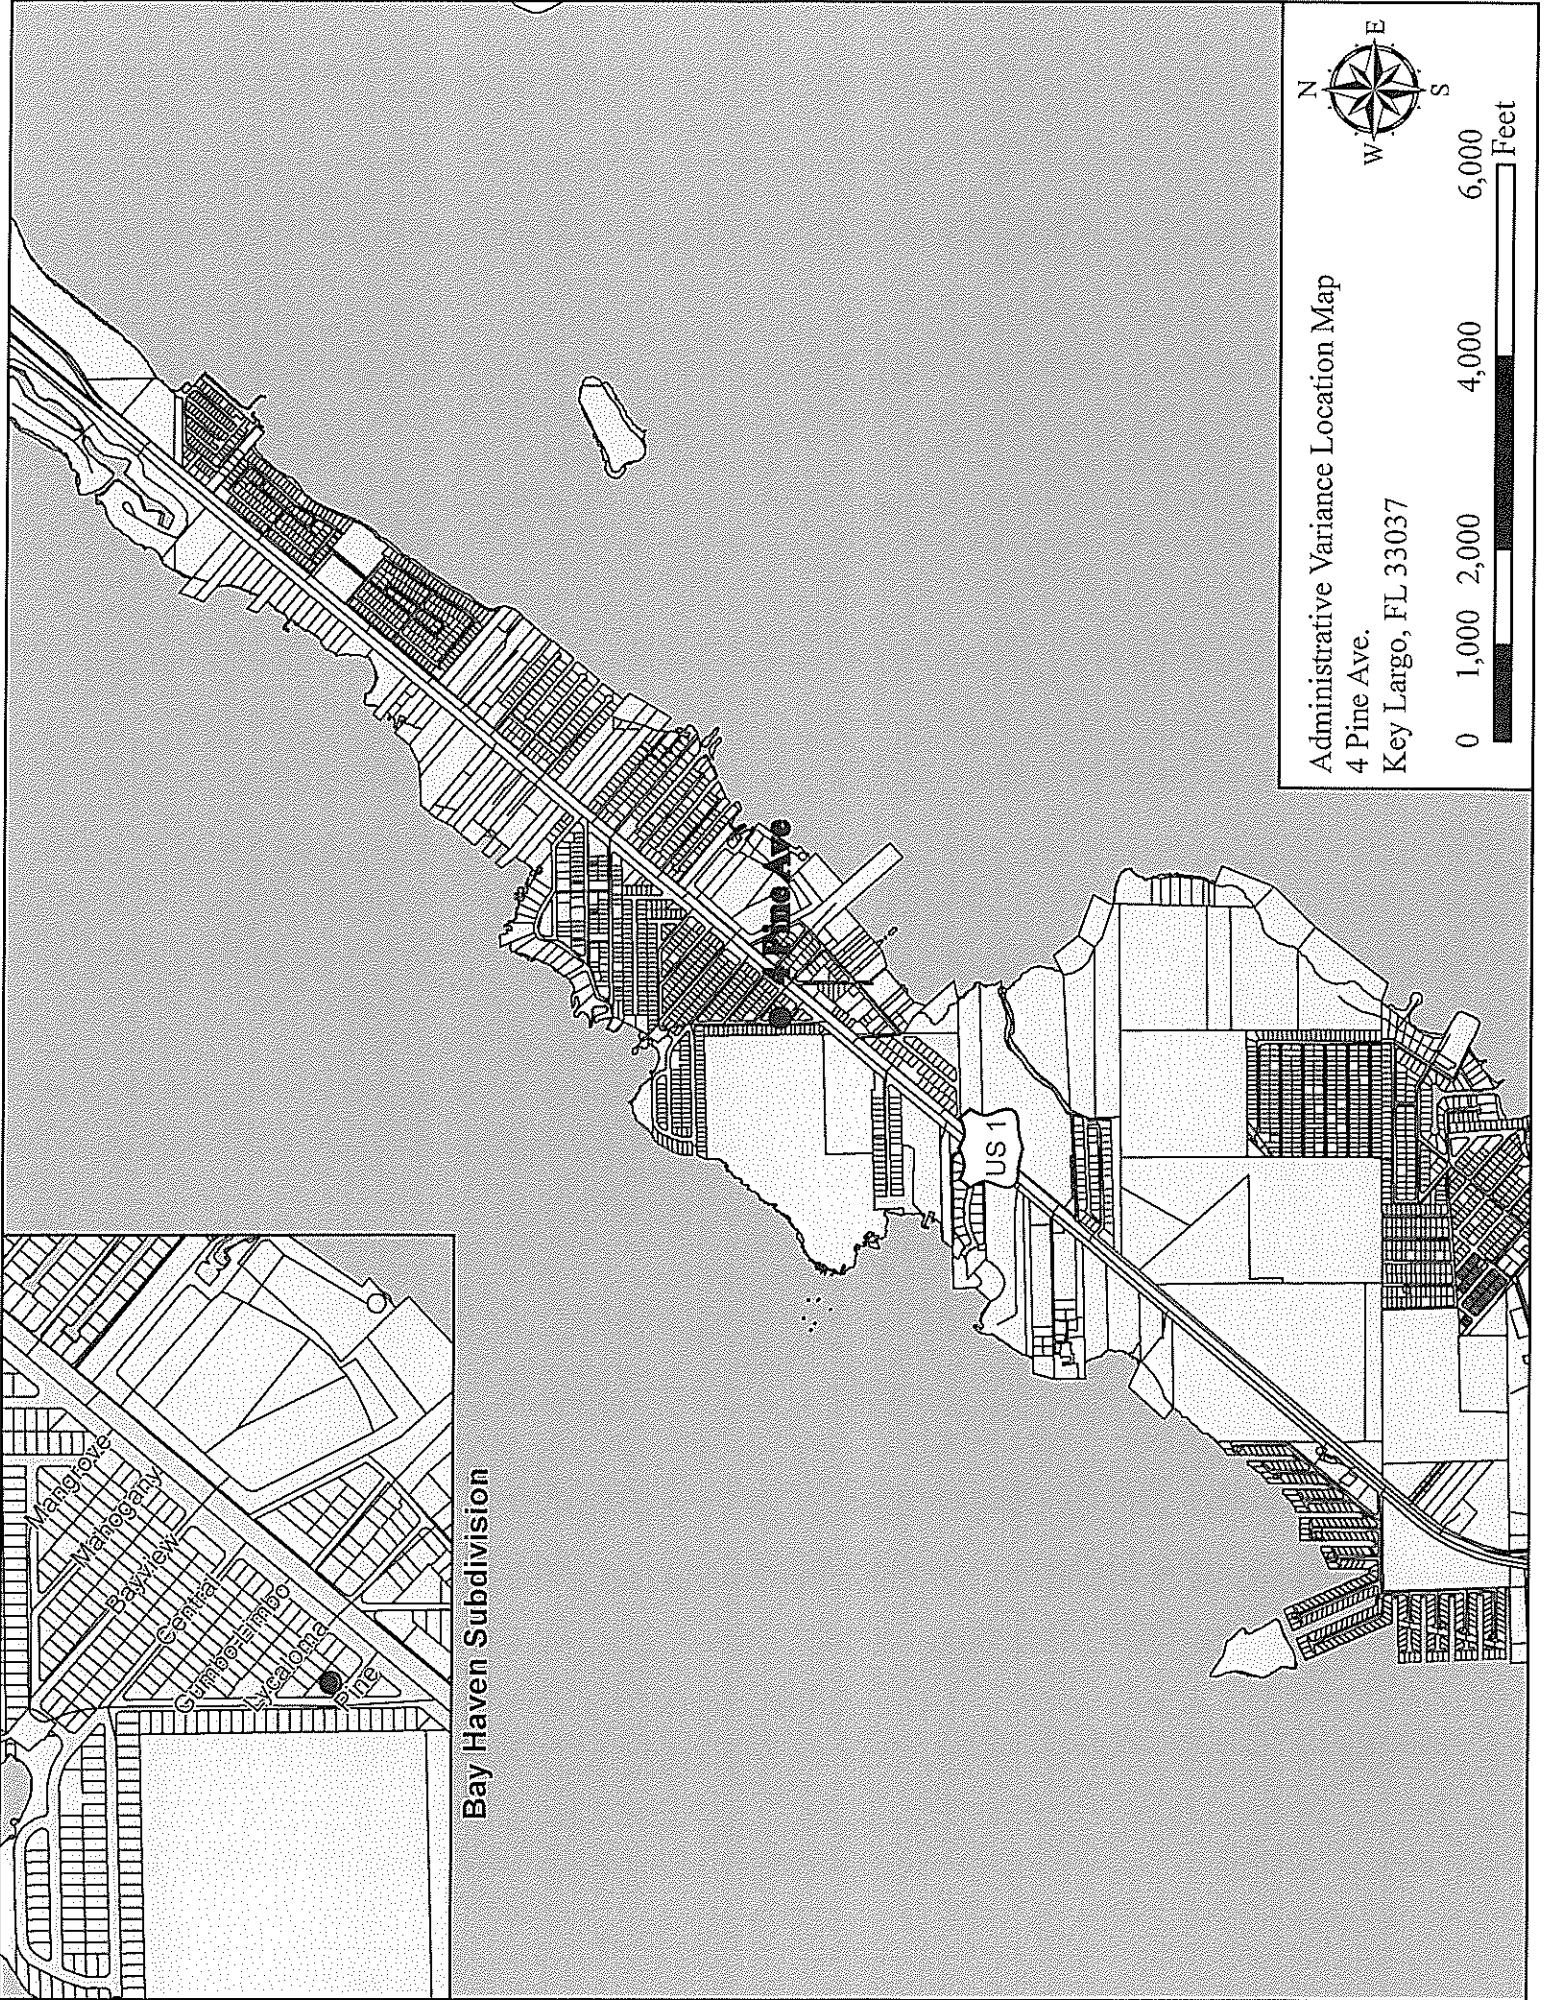 Mangrove
Mahogany
Bayview
Central
Gumbo-Limbo
Lycaloma
Pine
Bay Haven Subdivision
4 Pine Ave
US 1
Administrative Variance Location Map
4 Pine Ave.
Key Largo, FL 33037
0 1,000 2,000 4,000 6,000
Feet
N
W E
S